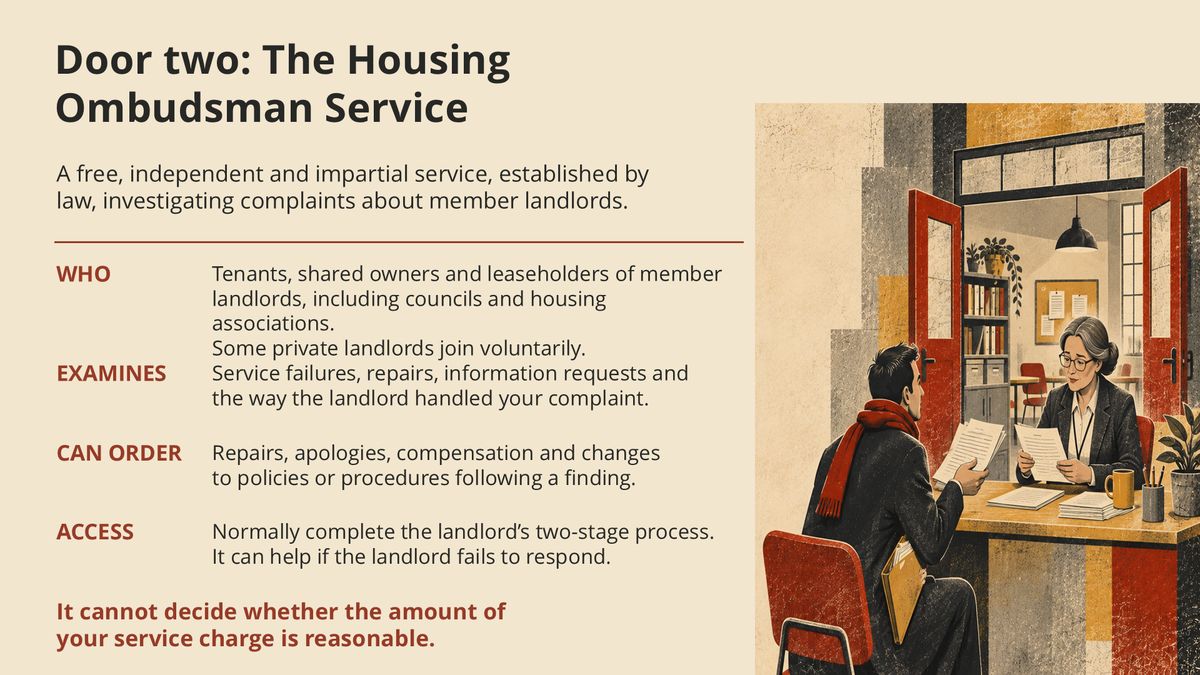 Door two: The Housing
Ombudsman Service
A free, independent and impartial service, established by
law, investigating complaints about member landlords.
WHO
Tenants, shared owners and leaseholders of member
landlords, including councils and housing
associations.
Some private landlords join voluntarily.
EXAMINES
Service failures, repairs, information requests and
the way the landlord handled your complaint.
CAN ORDER
Repairs, apologies, compensation and changes
to policies or procedures following a finding.
ACCESS
Normally complete the landlord’s two-stage process.
It can help if the landlord fails to respond.
It cannot decide whether the amount of
your service charge is reasonable.